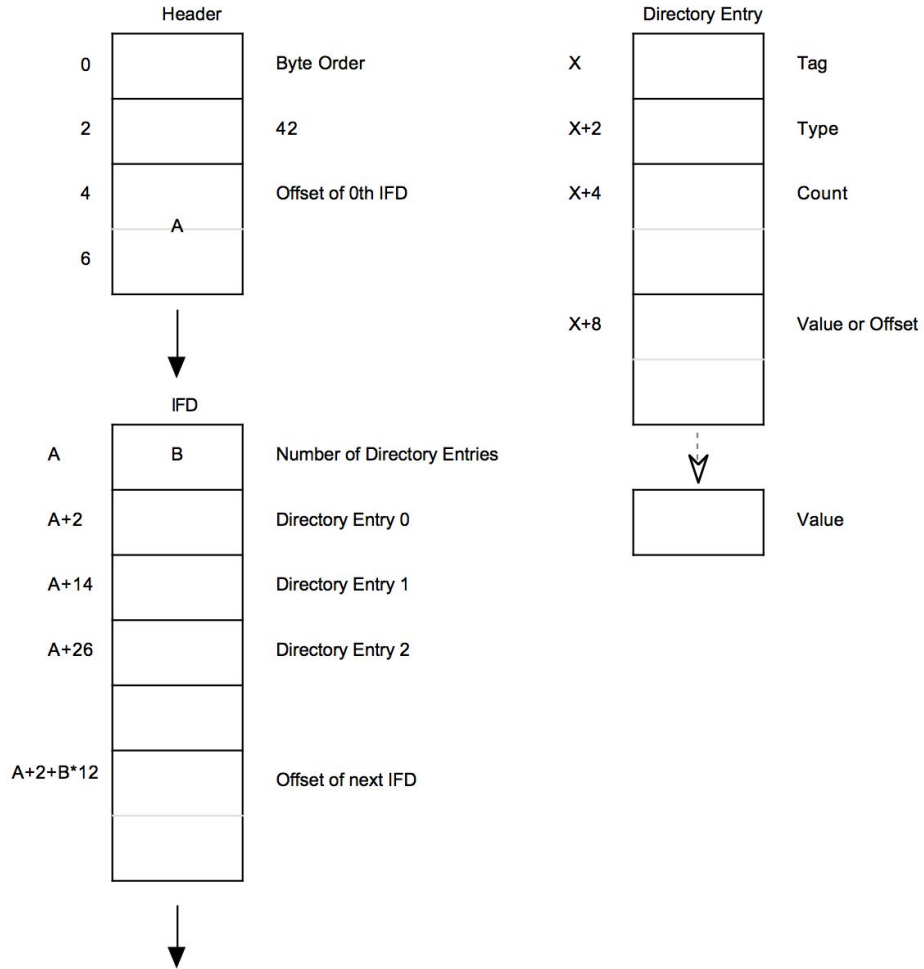 Header
0 Byte Order
2 42
4 Offset of 0th IFD
A
6
IFD
A B Number of Directory Entries
A+2 Directory Entry 0
A+14 Directory Entry 1
A+26 Directory Entry 2
A+2+B*12 Offset of next IFD
Directory Entry
X Tag
X+2 Type
X+4 Count
X+8 Value or Offset
Value